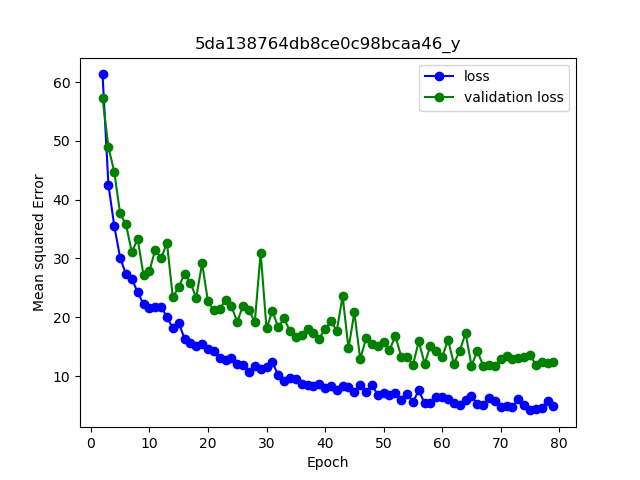 5da138764db8ce0c98bcaa46_y
loss
validation loss
Mean squared Error
60
50
40
30
20
10
0 10 20 30 40 50 60 70 80
Epoch